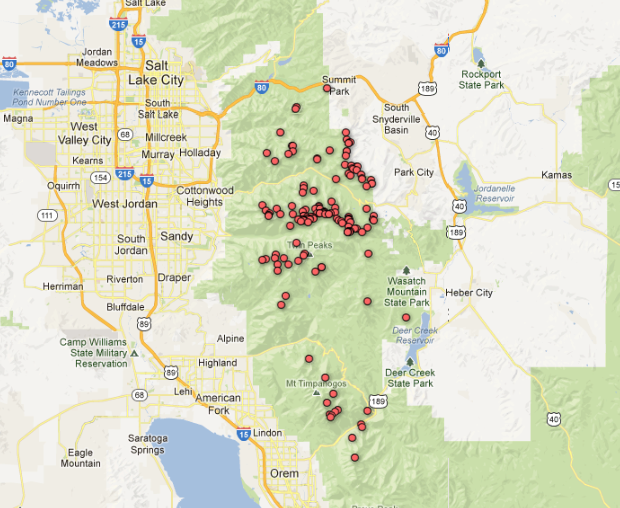 Salt Lake
215
15
80
Jordan
Meadows
Salt
Lake City
80
Summit
Park
80
189
Rockport
State Park
Kennecott Tailings
Pond Number One
Magna
South
Salt Lake
South
Snyderville
Basin
West
Valley City
68
Millcreek
40
Kearns
Murray
Holladay
154
215
15
Park City
Kamas
15
Oquirrh
Cottonwood
Heights
Jordanelle
Reservoir
111
West Jordan
40
189
South
Jordan
Sandy
Twin Peaks
Riverton
Draper
Herriman
Wasatch
Mountain
State Park
Heber City
Bluffdale
89
Camp Williams
State Military
Reservation
Alpine
Deer Creek
Reservoir
Highland
89
Deer Creek
State Park
Lehi
68
American
Fork
Mt Timpanogos
189
40
15
Lindon
Saratoga
Springs
Eagle
Mountain
Orem